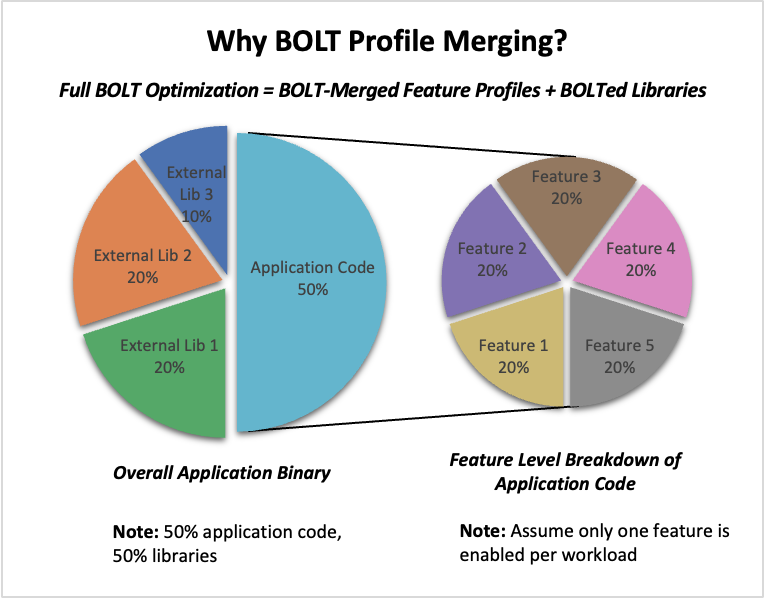 Why BOLT Profile Merging?
Full BOLT Optimization = BOLT-Merged Feature Profiles + BOLTed Libraries
External
Lib 3
10%
External Lib 2
20%
External Lib 1
20%
Application Code
50%
Feature 3
20%
Feature 2
20%
Feature 4
20%
Feature 1
20%
Feature 5
20%
Overall Application Binary
Note: 50% application code,
50% libraries
Feature Level Breakdown of
Application Code
Note: Assume only one feature is
enabled per workload